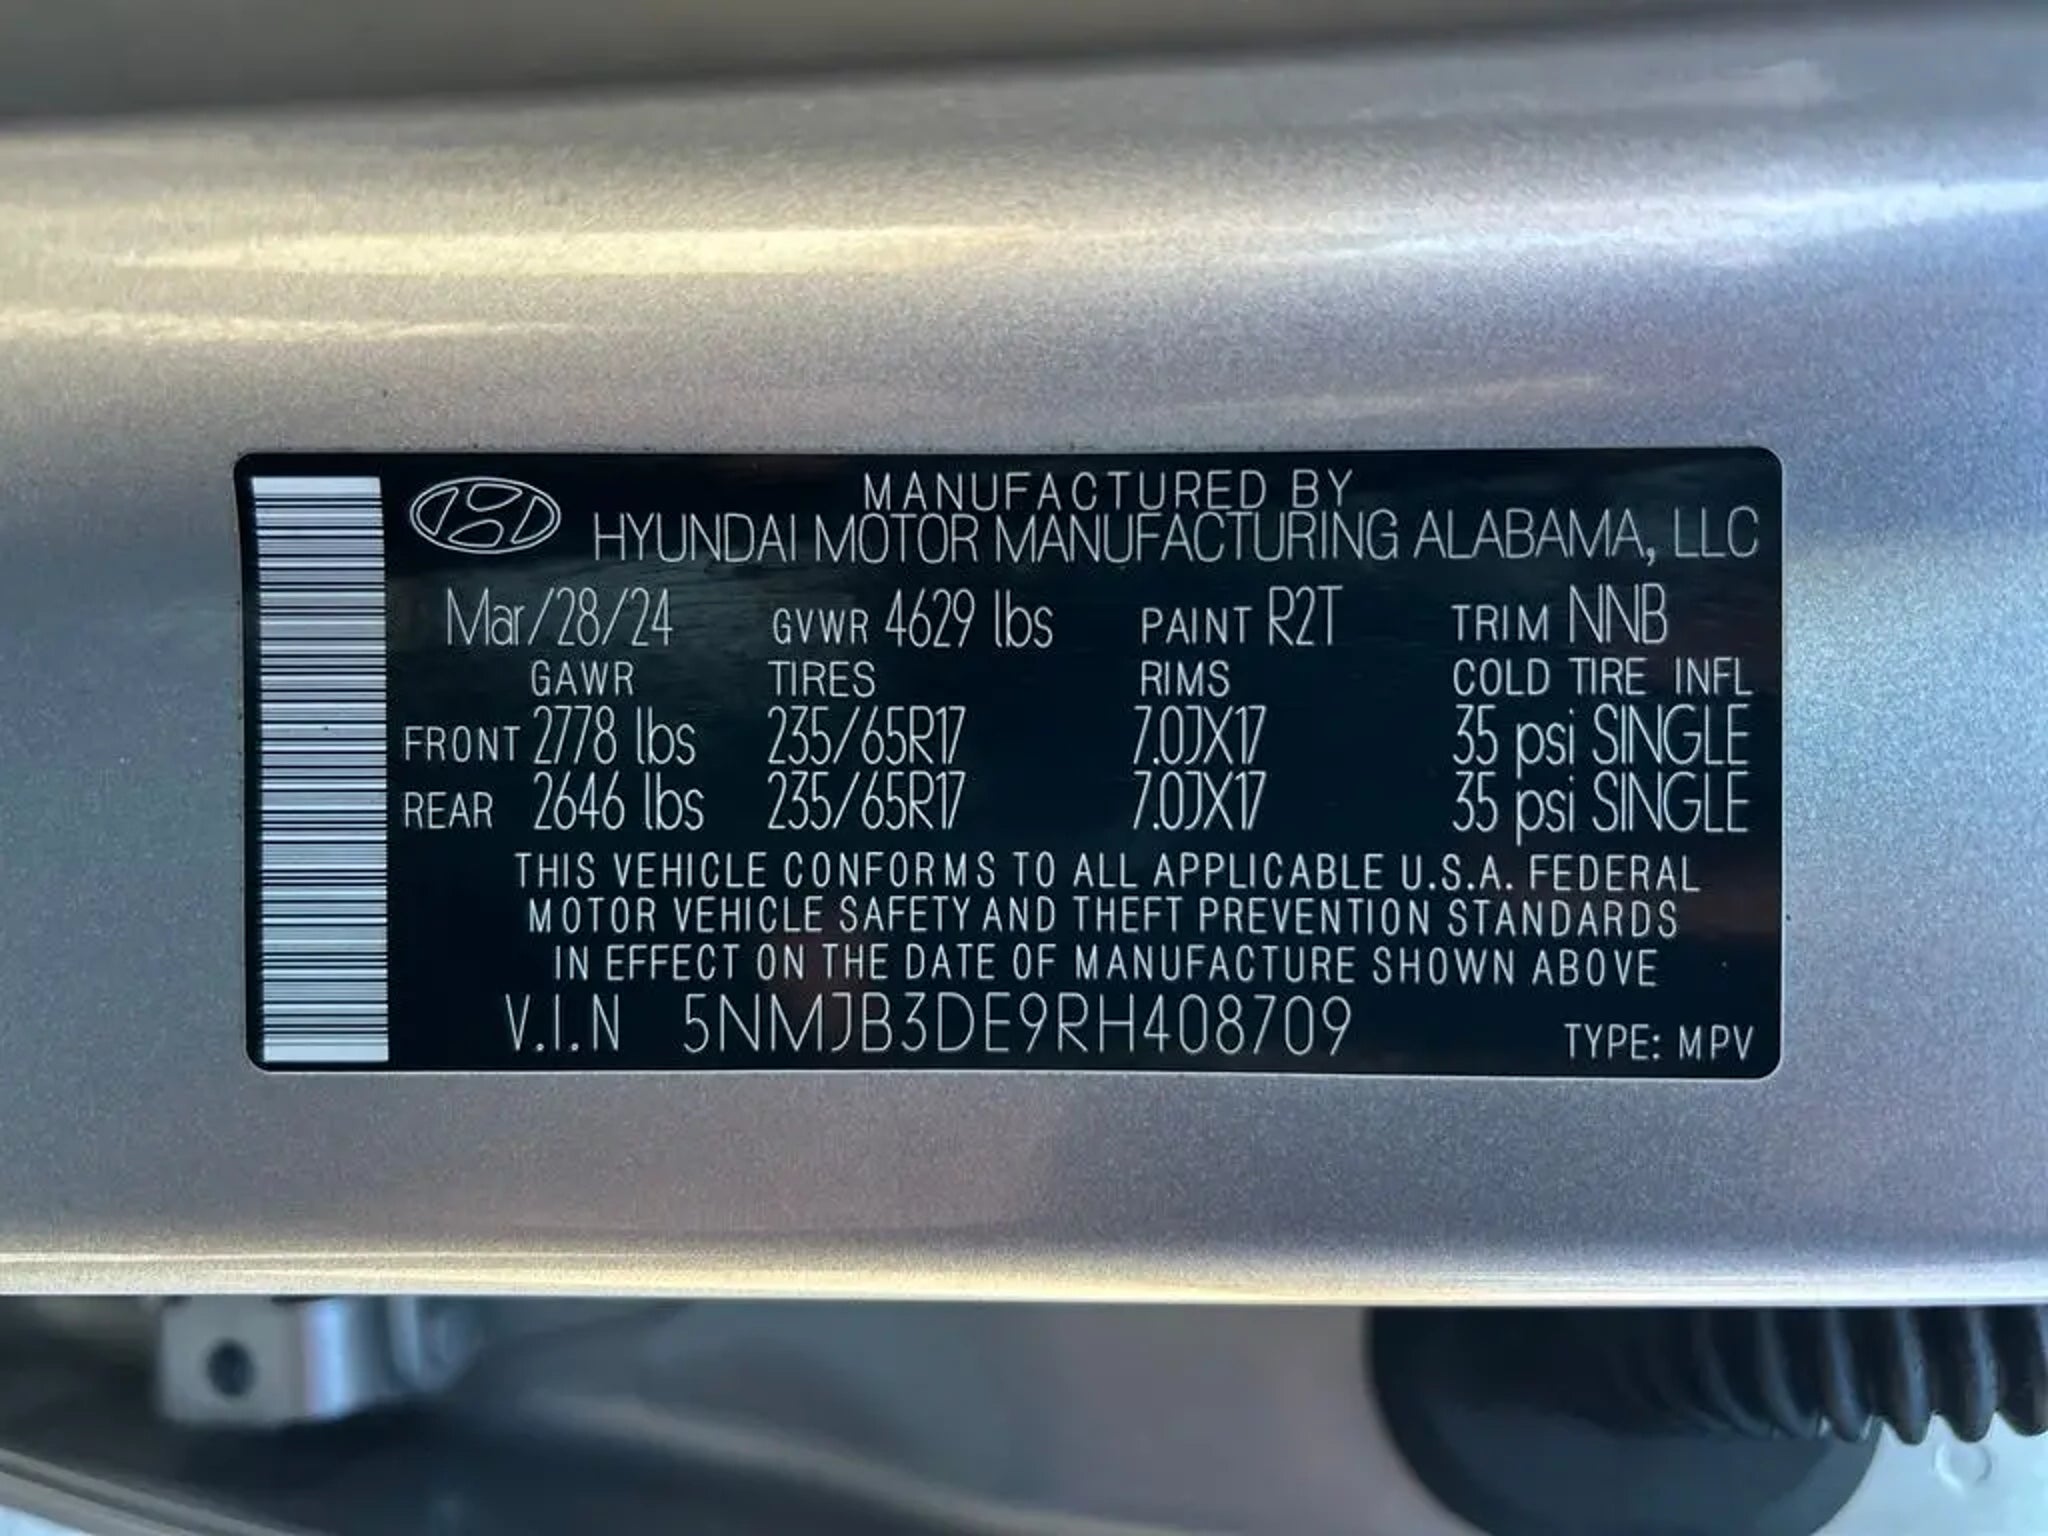 MANUFACTURED BY
HYUNDAI MOTOR MANUFACTURING ALABAMA, LLC
Mar/28/24 GVWR 4629 lbs PAINT R2T TRIM NNB
GAWR TIRES RIMS COLD TIRE INFL
FRONT 2778 lbs 235/65R17 7.0JX17 35 psi SINGLE
REAR 2646 lbs 235/65R17 7.0JX17 35 psi SINGLE
THIS VEHICLE CONFORMS TO ALL APPLICABLE U.S.A. FEDERAL
MOTOR VEHICLE SAFETY AND THEFT PREVENTION STANDARDS
IN EFFECT ON THE DATE OF MANUFACTURE SHOWN ABOVE
V.I.N 5NMJB3DE9RH408709 TYPE: MPV